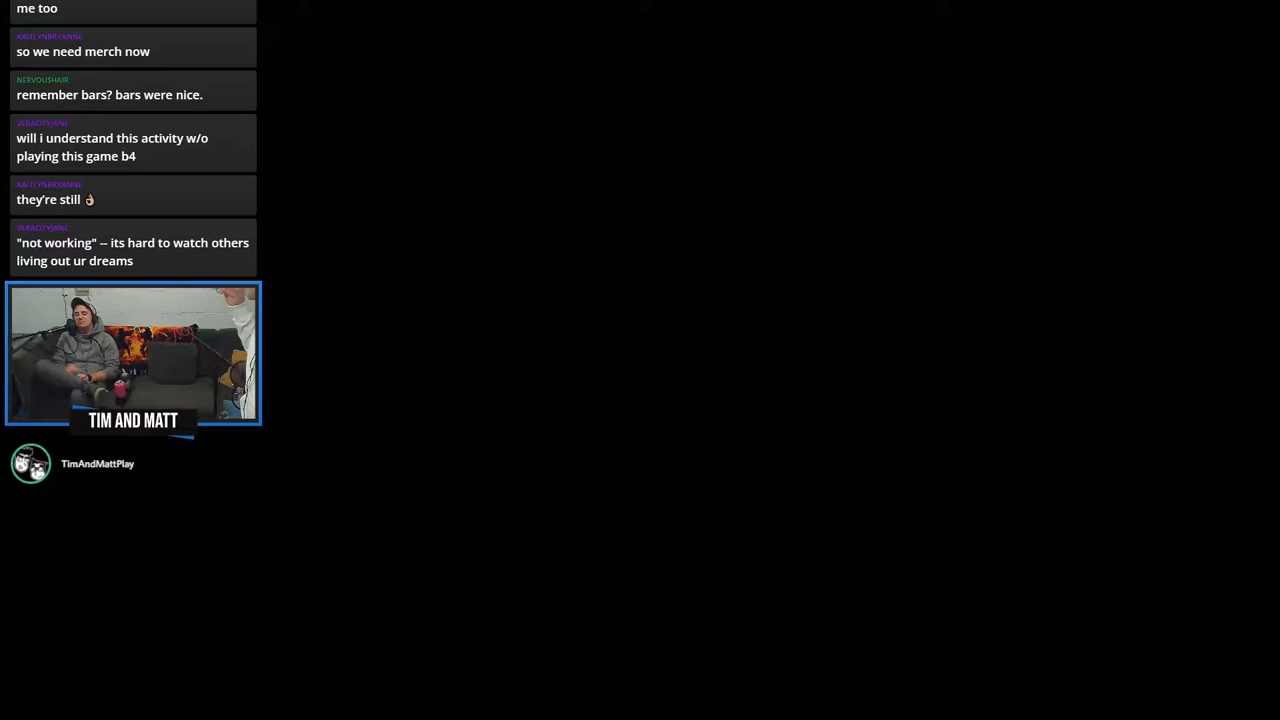 me too
KAITLYNBRYANNE
so we need merch now
NERVOUSHAIR
remember bars? bars were nice.
VERACITYJANE
will i understand this activity w/o
playing this game b4
KAITLYNBRYANNE
they're still 👌🏼
VERACITYJANE
"not working" -- its hard to watch others
living out ur dreams
TIM AND MATT
TimAndMattPlay